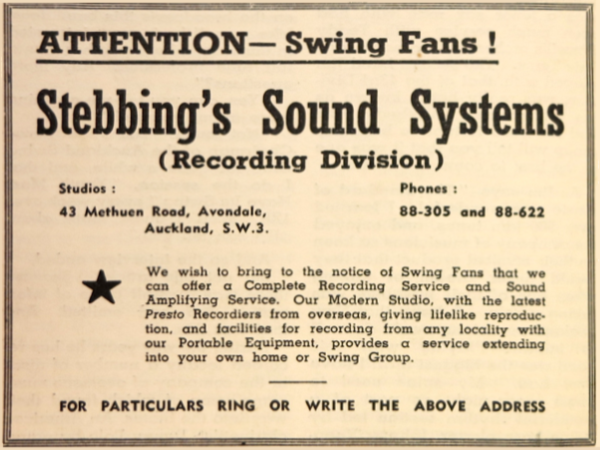 ATTENTION— Swing Fans !
Stebbing's Sound Systems
(Recording Division)
Studios :
Phones :
43 Methuen Road, Avondale,
Auckland, S.W.3.
88-305 and 88-622
We wish to bring to the notice of Swing Fans that we
can offer a Complete Recording Service and Sound
Amplifying Service. Our Modern Studio, with the latest
Presto Recordiers from overseas, giving lifelike reproduc-
tion, and facilities for recording from any locality with
our Portable Equipment, provides a service extending
into your own home or Swing Group.
FOR PARTICULARS RING OR WRITE THE ABOVE ADDRESS